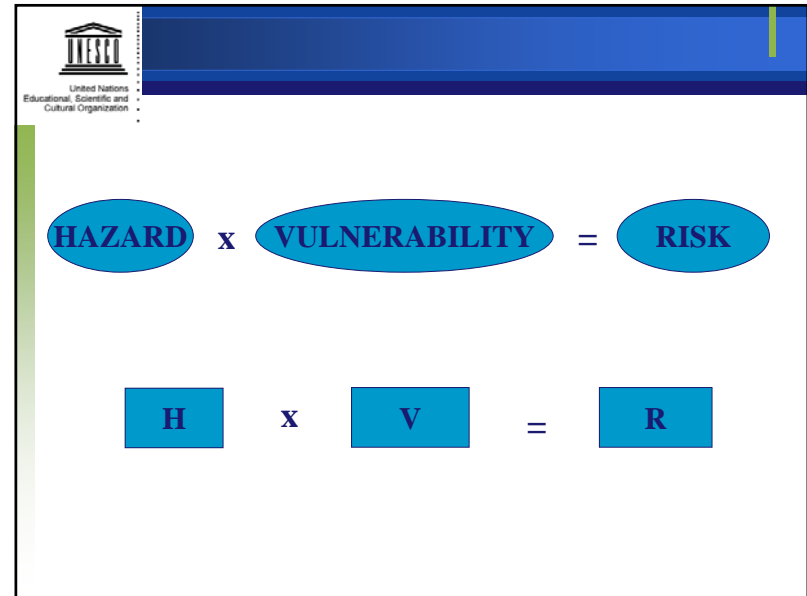 UNESCO
United Nations
Educational, Scientific and
Cultural Organization
HAZARD x VULNERABILITY = RISK
H x V = R